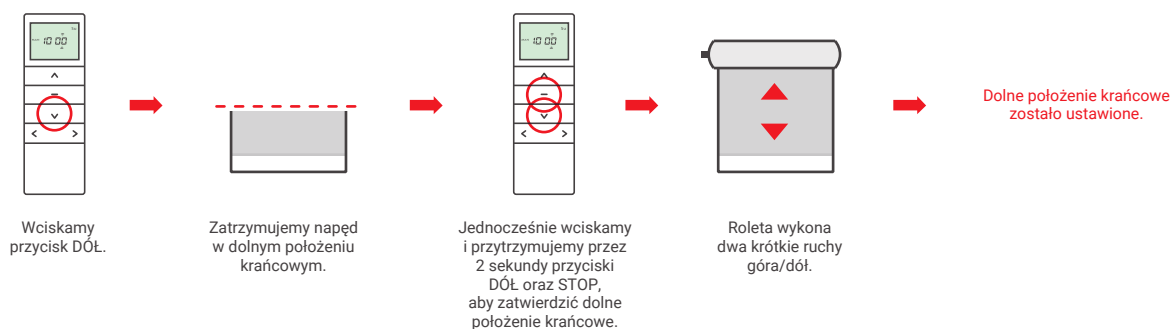 10:00
10:00
Dolne położenie krańcowe
zostało ustawione.
Wciskamy
przycisk DÓŁ.
Zatrzymujemy napęd
w dolnym położeniu
krańcowym.
Jednocześnie wciskamy
i przytrzymujemy przez
2 sekundy przyciski
DÓŁ oraz STOP,
aby zatwierdzić dolne
położenie krańcowe.
Roleta wykona
dwa krótkie ruchy
góra/dół.